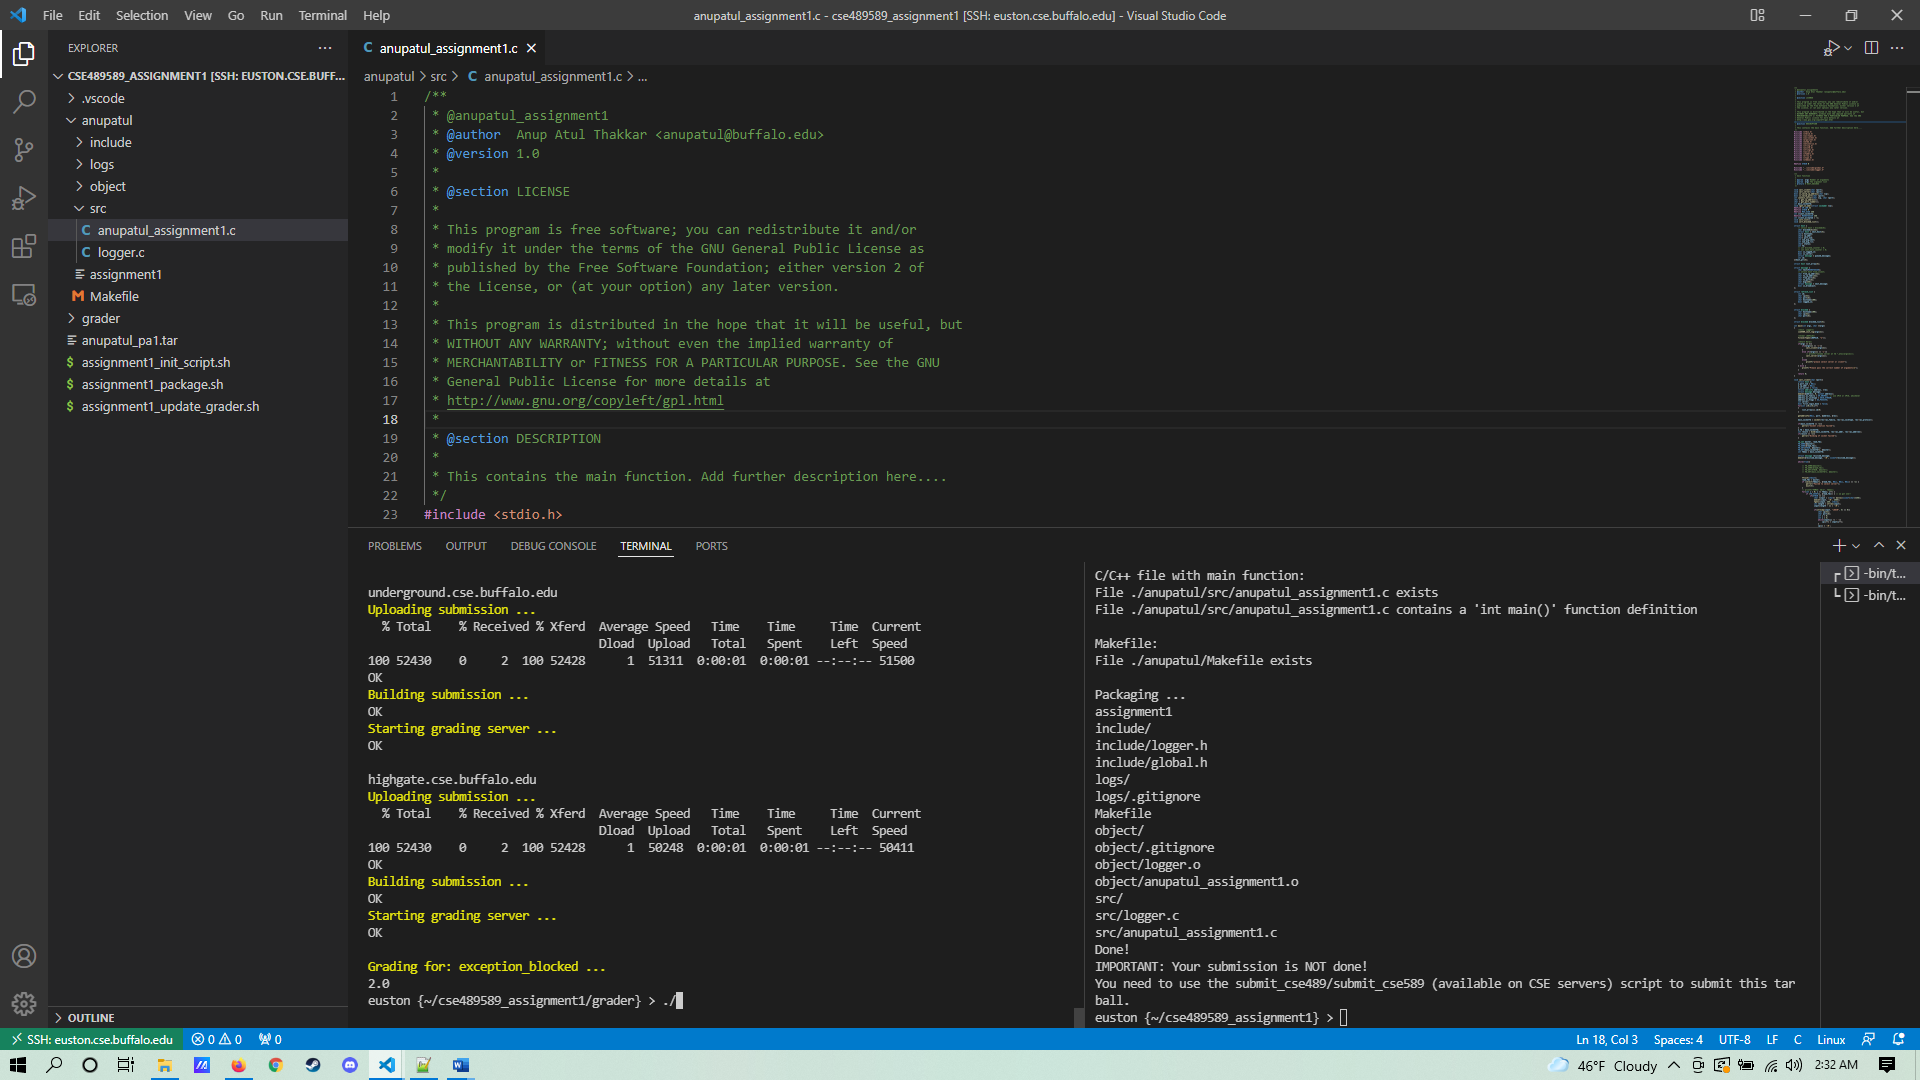 File Edit Selection View Go Run Terminal Help
anupatul_assignment1.c - cse489589_assignment1 [SSH: euston.cse.buffalo.edu] - Visual Studio Code
EXPLORER
CSE489589_ASSIGNMENT1 [SSH: EUSTON.CSE.BUFF...
.vscode
anupatul
include
logs
object
src
C anupatul_assignment1.c
C logger.c
assignment1
M Makefile
grader
anupatul_pa1.tar
$ assignment1_init_script.sh
$ assignment1_package.sh
$ assignment1_update_grader.sh
OUTLINE
C anupatul_assignment1.c
anupatul > src > C anupatul_assignment1.c > ...
1 /**
2 * @anupatul_assignment1
3 * @author Anup Atul Thakkar <anupatul@buffalo.edu>
4 * @version 1.0
5 *
6 * @section LICENSE
7 *
8 * This program is free software; you can redistribute it and/or
9 * modify it under the terms of the GNU General Public License as
10 * published by the Free Software Foundation; either version 2 of
11 * the License, or (at your option) any later version.
12 *
13 * This program is distributed in the hope that it will be useful, but
14 * WITHOUT ANY WARRANTY; without even the implied warranty of
15 * MERCHANTABILITY or FITNESS FOR A PARTICULAR PURPOSE. See the GNU
16 * General Public License for more details at
17 * http://www.gnu.org/copyleft/gpl.html
18 *
19 * @section DESCRIPTION
20 *
21 * This contains the main function. Add further description here....
22 */
23 #include <stdio.h>
PROBLEMS OUTPUT DEBUG CONSOLE TERMINAL PORTS
underground.cse.buffalo.edu
Uploading submission ...
% Total % Received % Xferd Average Speed Time Time Time Current
Dload Upload Total Spent Left Speed
100 52430 0 2 100 52428 1 51311 0:00:01 0:00:01 --:--:-- 51500
OK
Building submission ...
OK
Starting grading server ...
OK
highgate.cse.buffalo.edu
Uploading submission ...
% Total % Received % Xferd Average Speed Time Time Time Current
Dload Upload Total Spent Left Speed
100 52430 0 2 100 52428 1 50248 0:00:01 0:00:01 --:--:-- 50411
OK
Building submission ...
OK
Starting grading server ...
OK
Grading for: exception_blocked ...
2.0
euston {~/cse489589_assignment1/grader} > ./
C/C++ file with main function:
File ./anupatul/src/anupatul_assignment1.c exists
File ./anupatul/src/anupatul_assignment1.c contains a 'int main()' function definition
Makefile:
File ./anupatul/Makefile exists
Packaging ...
assignment1
include/
include/logger.h
include/global.h
logs/
logs/.gitignore
Makefile
object/
object/.gitignore
object/logger.o
object/anupatul_assignment1.o
src/
src/logger.c
src/anupatul_assignment1.c
Done!
IMPORTANT: Your submission is NOT done!
You need to use the submit_cse489/submit_cse589 (available on CSE servers) script to submit this tar
ball.
euston {~/cse489589_assignment1} >
-bin/t...
-bin/t...
SSH: euston.cse.buffalo.edu 0 0 0
Ln 18, Col 3 Spaces: 4 UTF-8 LF C Linux
46°F Cloudy 2:32 AM